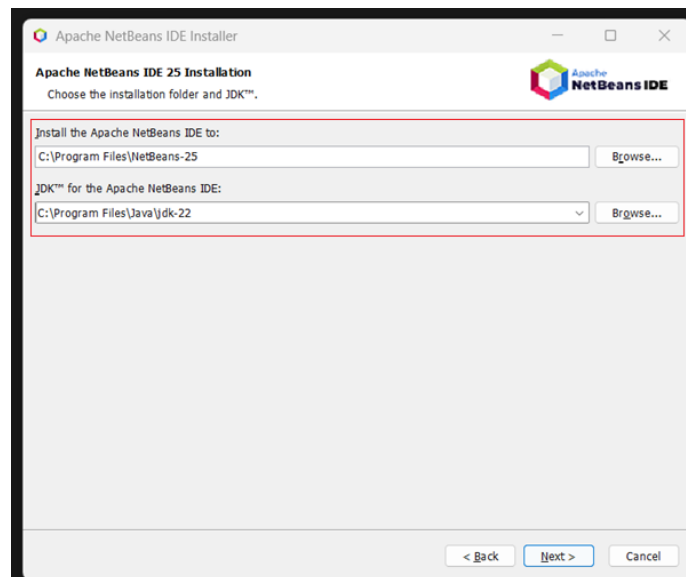 Apache NetBeans IDE Installer
Apache NetBeans IDE 25 Installation
Choose the installation folder and JDK™.
Apache
NetBeans IDE
Install the Apache NetBeans IDE to:
C:\Program Files\NetBeans-25
Browse...
JDK™ for the Apache NetBeans IDE:
C:\Program Files\Java\jdk-22
Browse...
< Back
Next >
Cancel